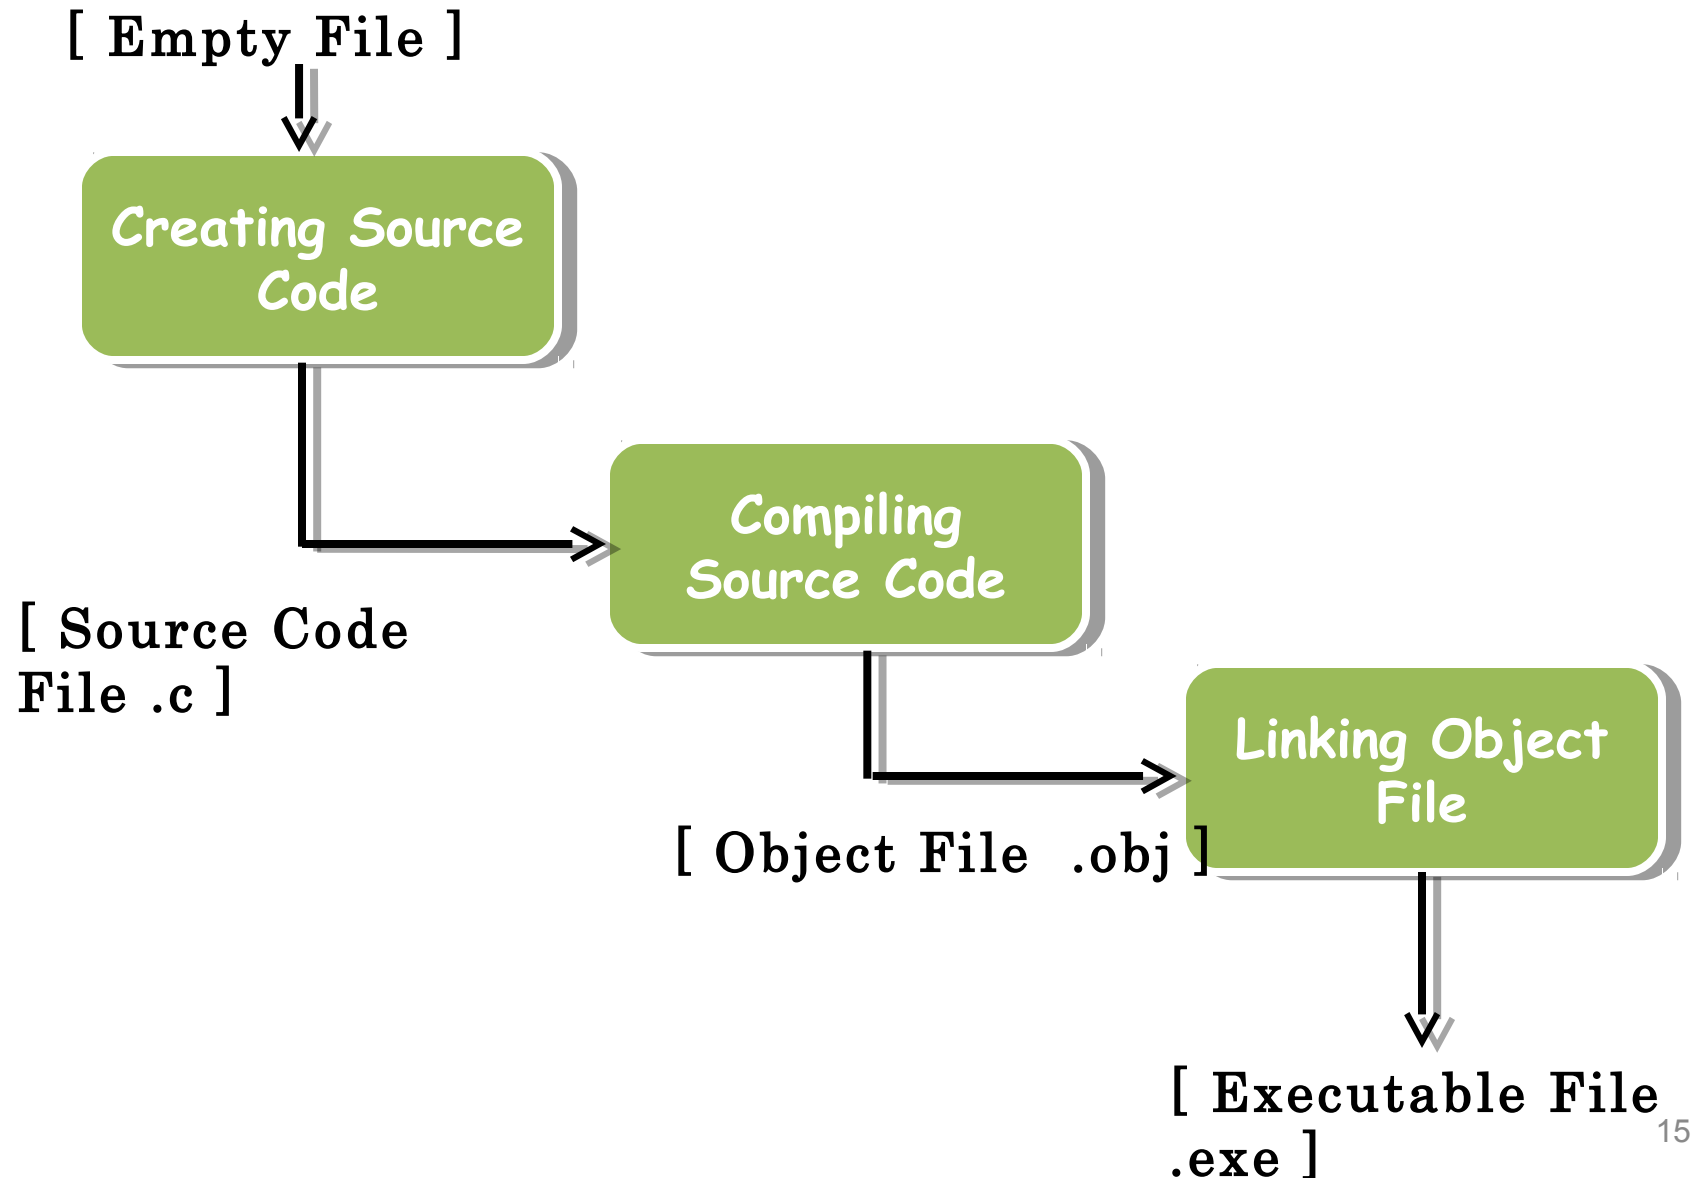 [ Empty File ]
Creating Source
Code
Compiling
Source Code
[ Source Code
File .c ]
Linking Object
File
[ Object File .obj ]
[ Executable File
.exe ]
15